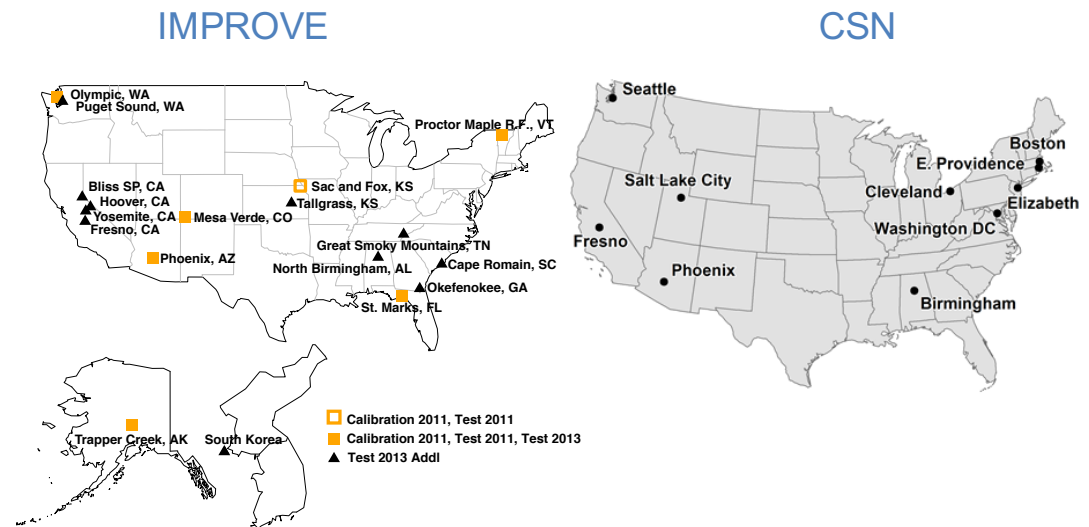 IMPROVE
Olympic, WA
Puget Sound, WA
Proctor Maple R.F., VT
Bliss SP, CA
Hoover, CA
Yosemite, CA
Fresno, CA
Sac and Fox, KS
Tallgrass, KS
Mesa Verde, CO
Great Smoky Mountains, TN
Phoenix, AZ
North Birmingham, AL
Cape Romain, SC
Okefenokee, GA
St. Marks, FL
Trapper Creek, AK
South Korea
Calibration 2011, Test 2011
Calibration 2011, Test 2011, Test 2013
Test 2013 Addl
CSN
Seattle
Boston
E. Providence
Salt Lake City
Cleveland
Elizabeth
Washington DC
Fresno
Phoenix
Birmingham